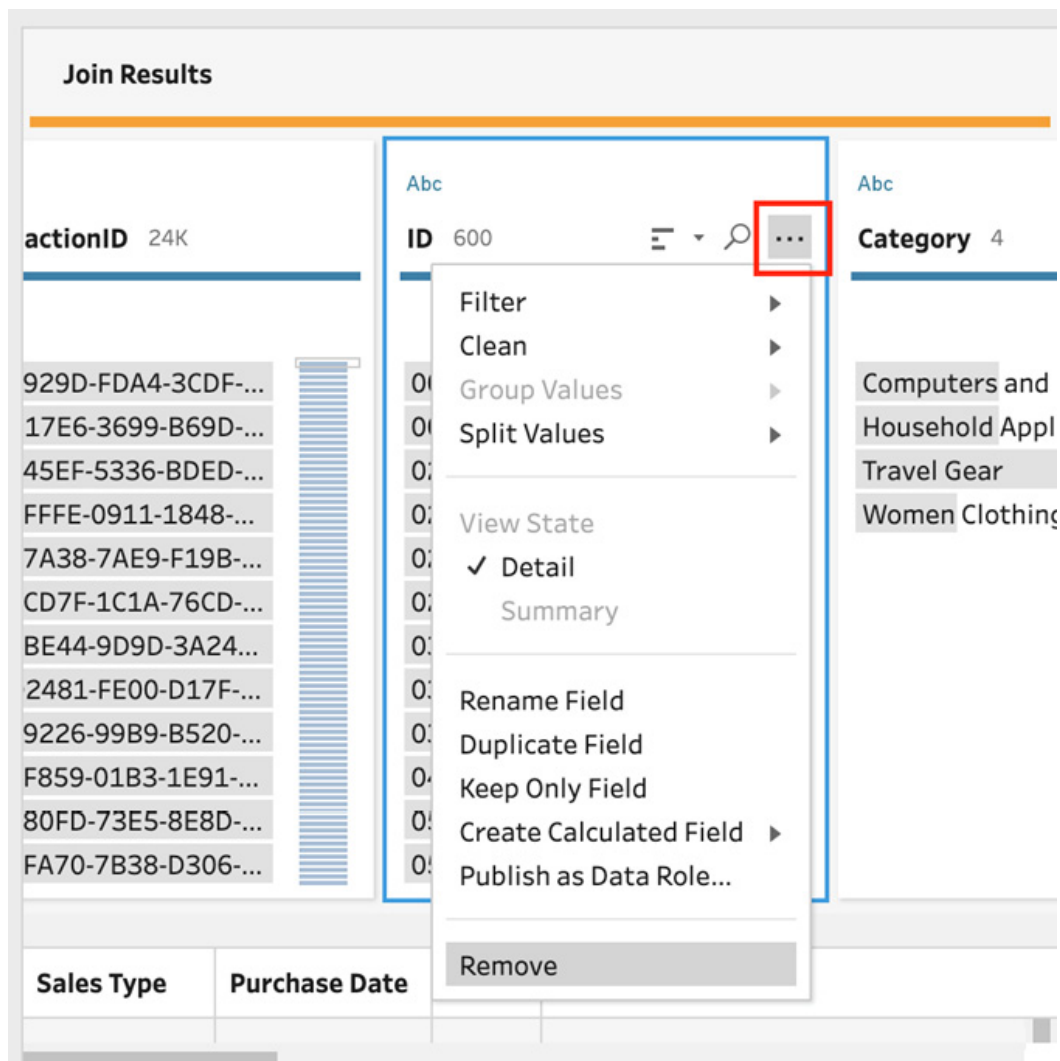 Join Results
Abc
Abc
actionID 24K
ID 600
...
Category 4
Filter
Clean
Group Values
Split Values
View State
✓ Detail
Summary
Rename Field
Duplicate Field
Keep Only Field
Create Calculated Field
Publish as Data Role...
Remove
929D-FDA4-3CDF-...
17E6-3699-B69D-...
45EF-5336-BDED-...
FFFE-0911-1848-...
7A38-7AE9-F19B-...
CD7F-1C1A-76CD-...
BE44-9D9D-3A24...
2481-FE00-D17F-...
9226-99B9-B520-...
F859-01B3-1E91-...
80FD-73E5-8E8D-...
FA70-7B38-D306-...
Computers and
Household Appl
Travel Gear
Women Clothing
Sales Type
Purchase Date